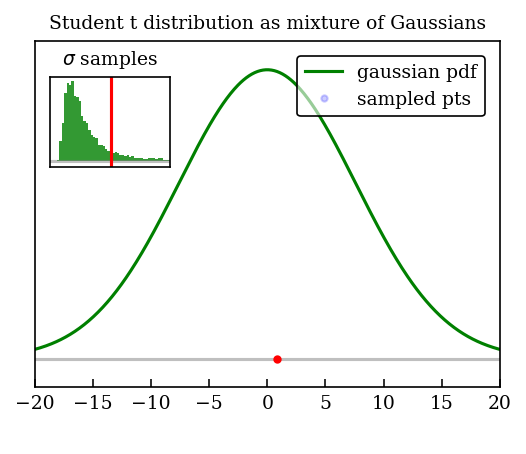 Student t distribution as mixture of Gaussians
σ samples
gaussian pdf
sampled pts
−20 −15 −10 −5 0 5 10 15 20